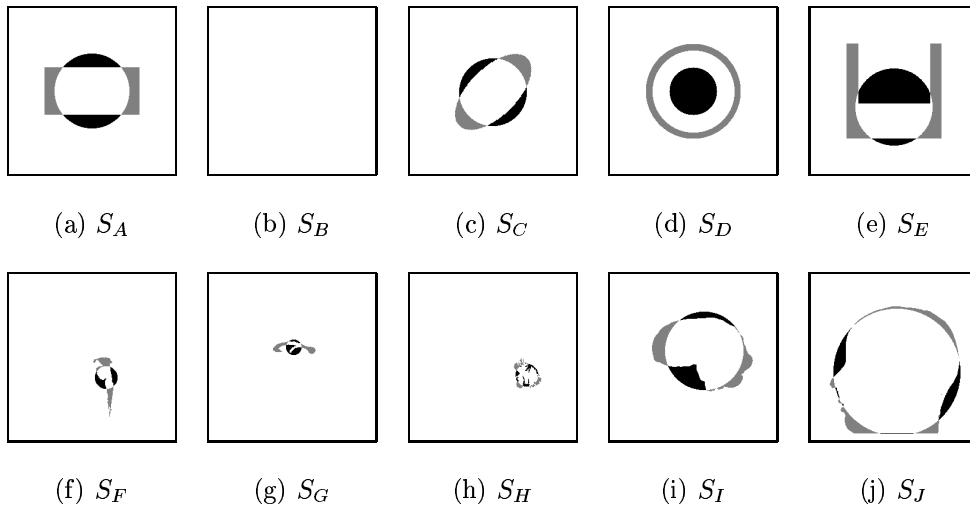 (a) S_A
(b) S_B
(c) S_C
(d) S_D
(e) S_E
(f) S_F
(g) S_G
(h) S_H
(i) S_I
(j) S_J